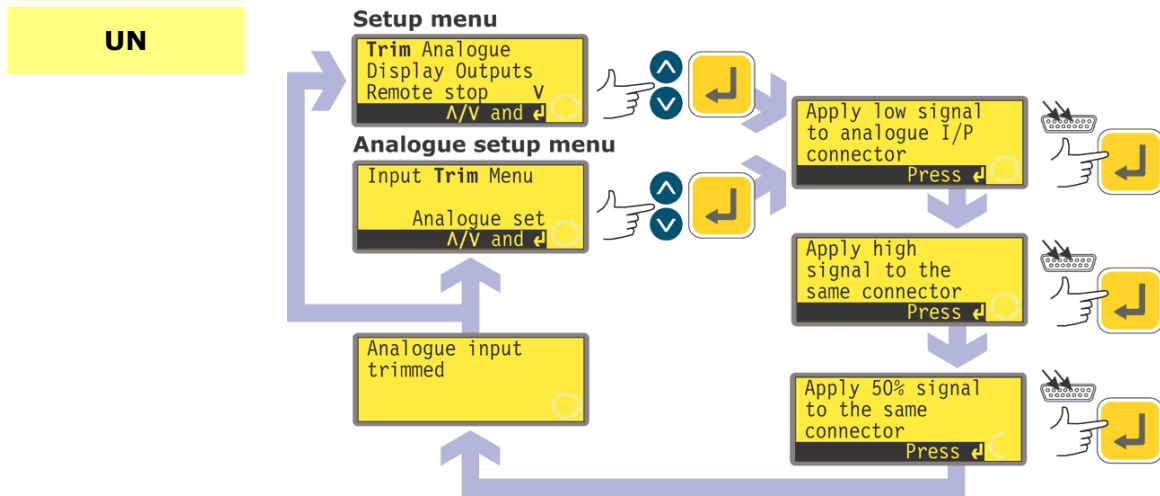 UN
Setup menu
Trim Analogue
Display Outputs
Remote stop V
Λ/V and ↲
Analogue setup menu
Input Trim Menu
Analogue set
Λ/V and ↲
Apply low signal
to analogue I/P
connector
Press ↲
Apply high
signal to the
same connector
Press ↲
Apply 50% signal
to the same
connector
Press ↲
Analogue input
trimmed